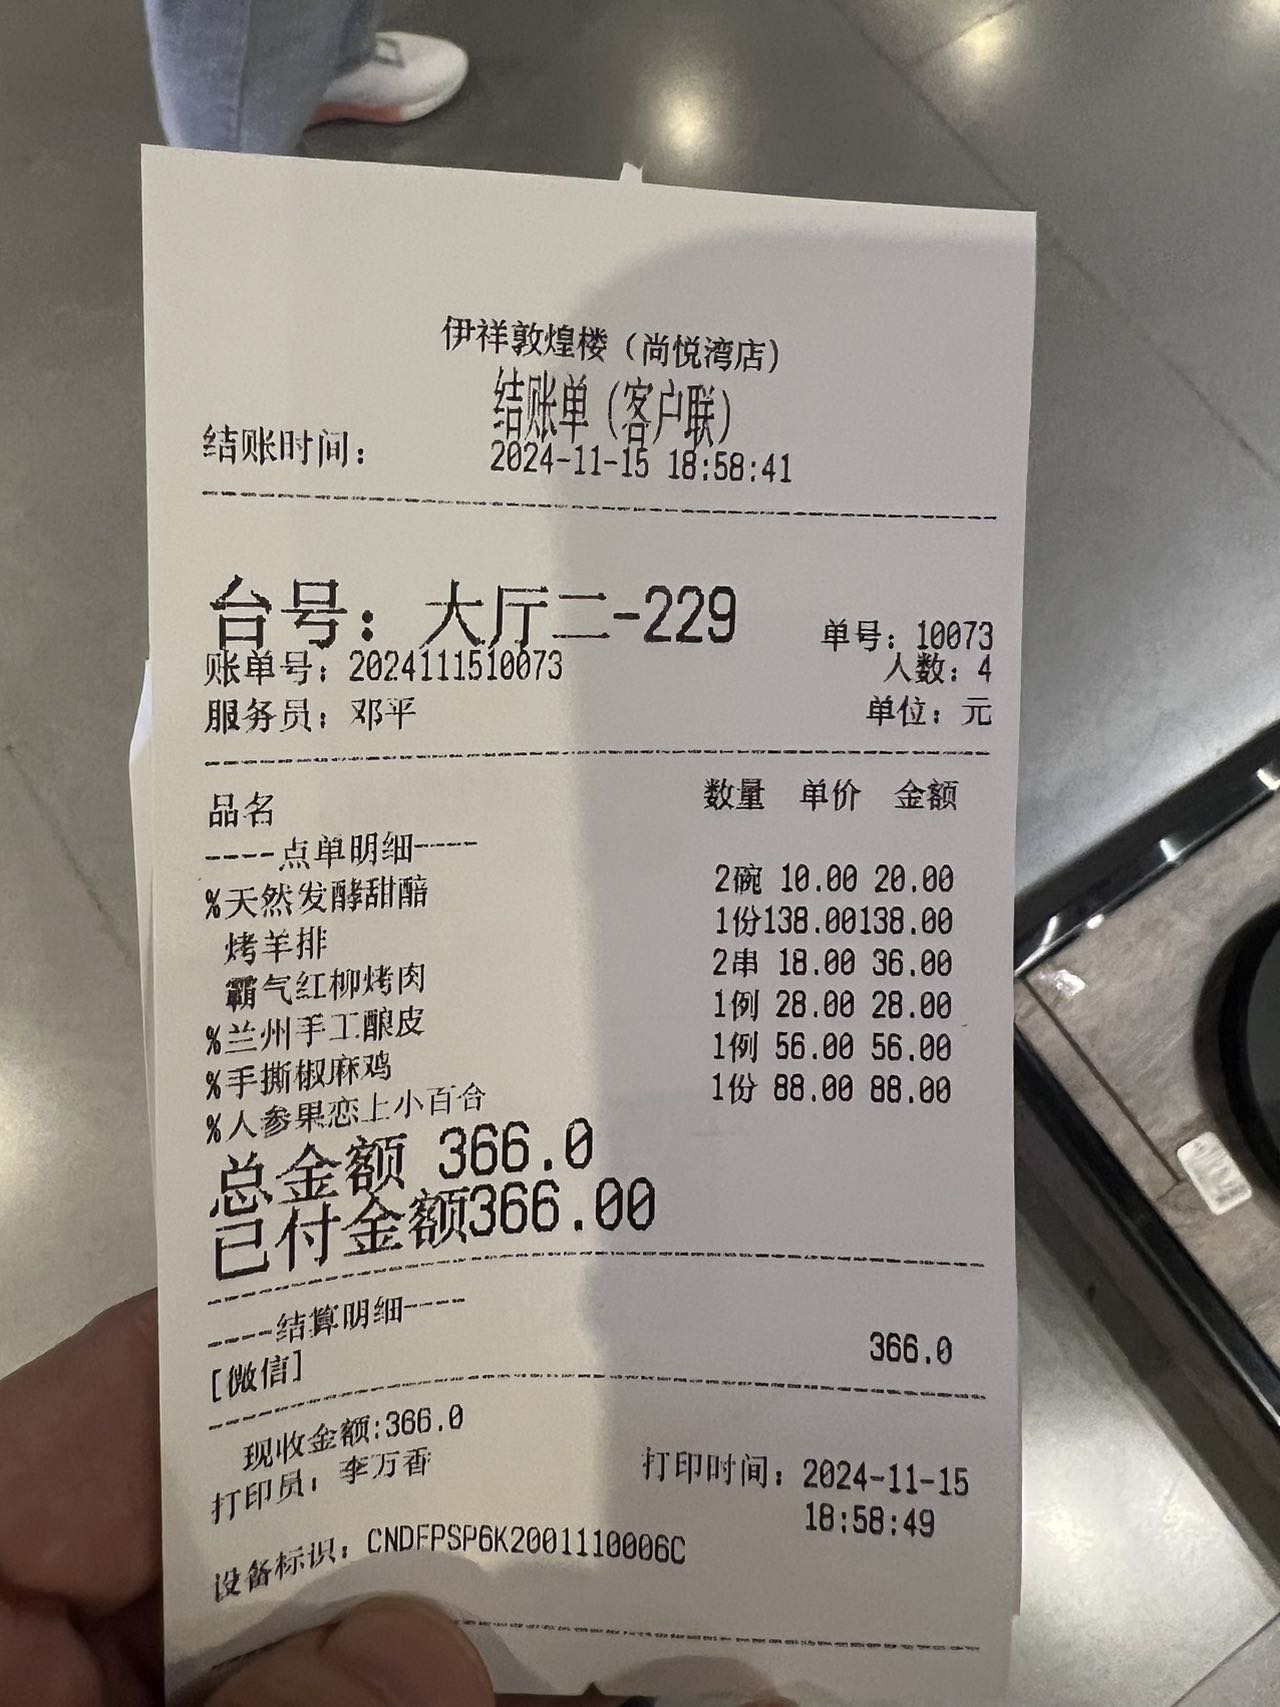 伊祥敦煌楼（尚悦湾店）
结账单（客户联）
结账时间： 2024-11-15 18:58:41
台号：大厅二-229 单号：10073
账单号：2024111510073 人数：4
服务员：邓平 单位：元
品名 数量 单价 金额
----点单明细----
%天然发酵甜醅 2碗 10.00 20.00
烤羊排 1份138.00138.00
霸气红柳烤肉 2串 18.00 36.00
%兰州手工酿皮 1例 28.00 28.00
%手撕椒麻鸡 1例 56.00 56.00
%人参果恋上小百合 1份 88.00 88.00
总金额 366.0
已付金额366.00
----结算明细----
[微信] 366.0
现收金额:366.0
打印员：李万香 打印时间：2024-11-15
18:58:49
设备标识：CNDFPSP6K2001110006C